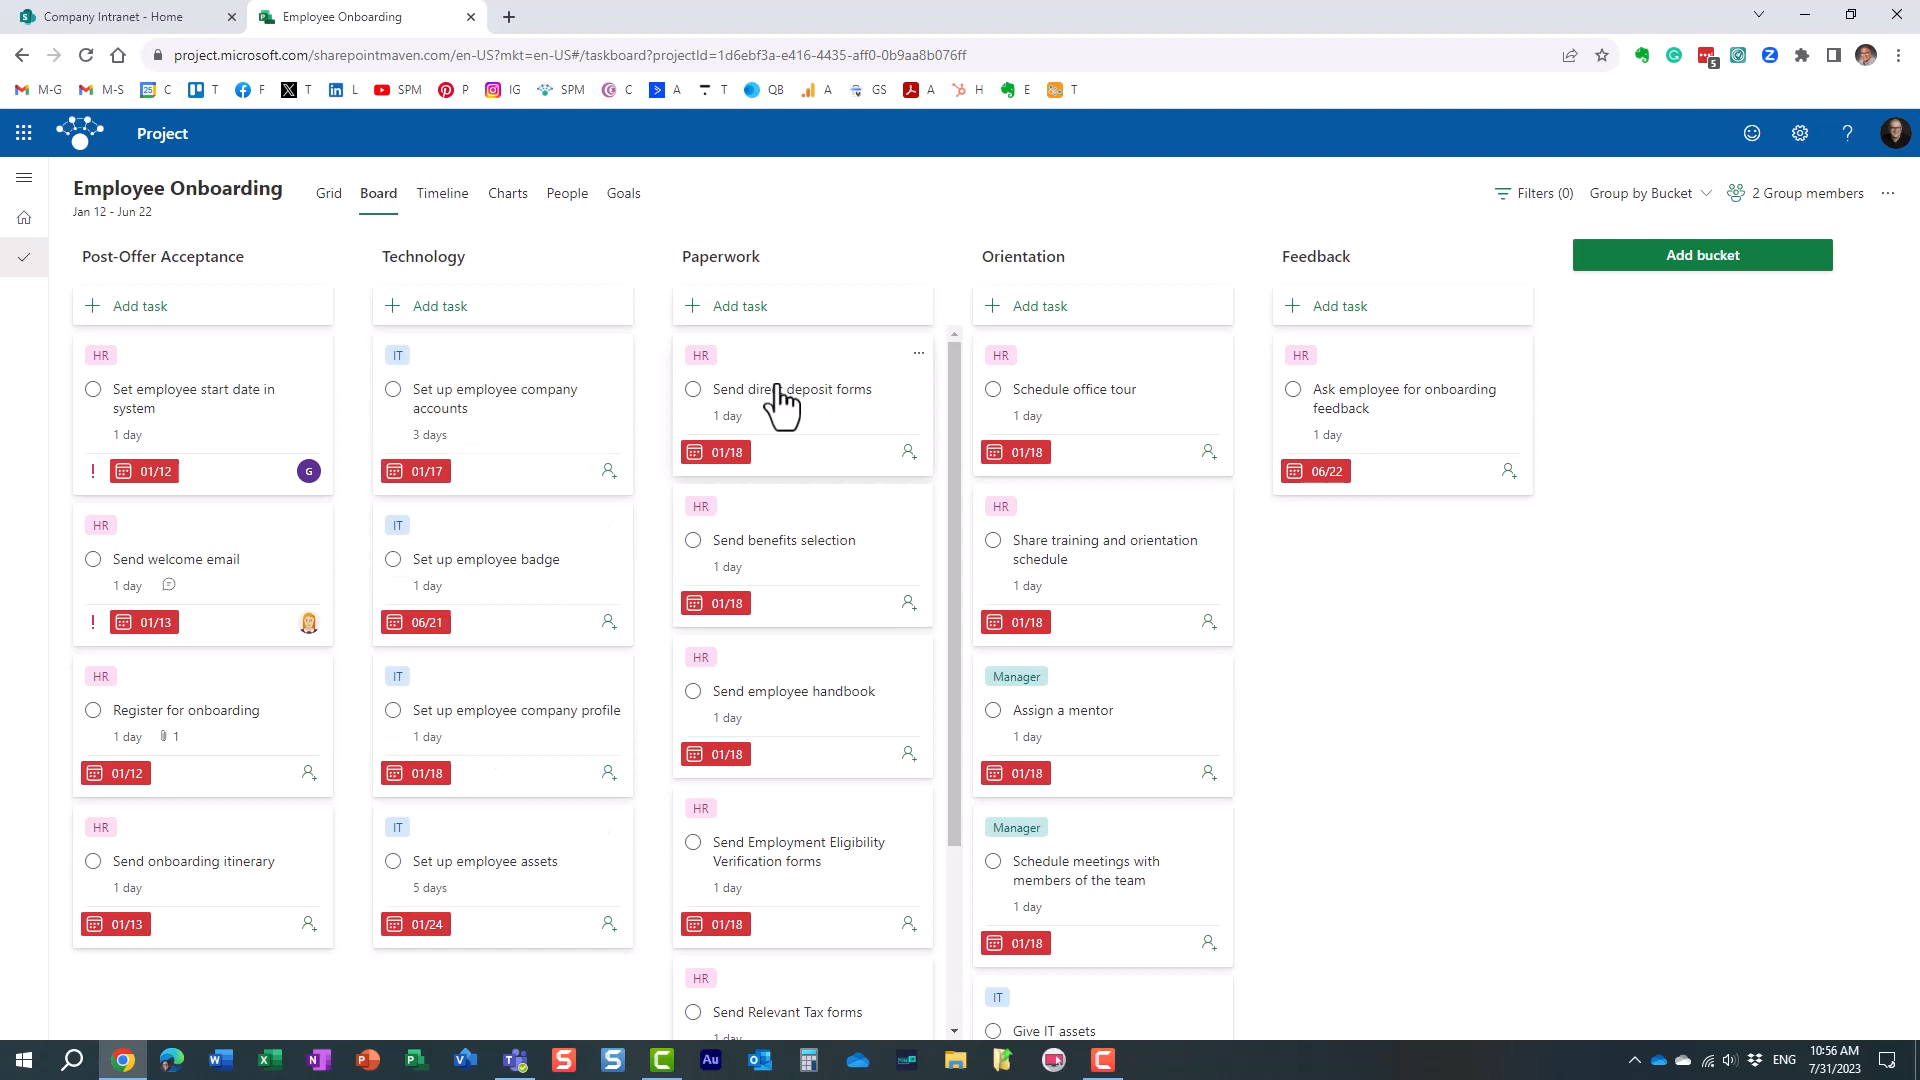 Company Intranet - Home
Employee Onboarding
project.microsoft.com/sharepointmaven.com/en-US?mkt=en-US#/taskboard?projectId=1d6ebf3a-e416-4435-aff0-0b9aa8b076ff
5
M-G M-S 25 C T F T L SPM P IG SPM C A T QB A GS A H E T
Project
Employee Onboarding
Jan 12 - Jun 22
Grid Board Timeline Charts People Goals
Filters (0) Group by Bucket 2 Group members
Post-Offer Acceptance
Add task
HR
Set employee start date in
system
1 day
! 01/12 G
HR
Send welcome email
1 day
! 01/13
HR
Register for onboarding
1 day 1
01/12
HR
Send onboarding itinerary
1 day
01/13
Technology
Add task
IT
Set up employee company
accounts
3 days
01/17
IT
Set up employee badge
1 day
06/21
IT
Set up employee company profile
1 day
01/18
IT
Set up employee assets
5 days
01/24
Paperwork
Add task
HR
Send direct deposit forms
1 day
01/18
HR
Send benefits selection
1 day
01/18
HR
Send employee handbook
1 day
01/18
HR
Send Employment Eligibility
Verification forms
1 day
01/18
HR
Send Relevant Tax forms
1 day
Orientation
Add task
HR
Schedule office tour
1 day
01/18
HR
Share training and orientation
schedule
1 day
01/18
Manager
Assign a mentor
1 day
01/18
Manager
Schedule meetings with
members of the team
1 day
01/18
IT
Give IT assets
Feedback
Add task
HR
Ask employee for onboarding
feedback
1 day
06/22
Add bucket
ENG
10:56 AM
7/31/2023